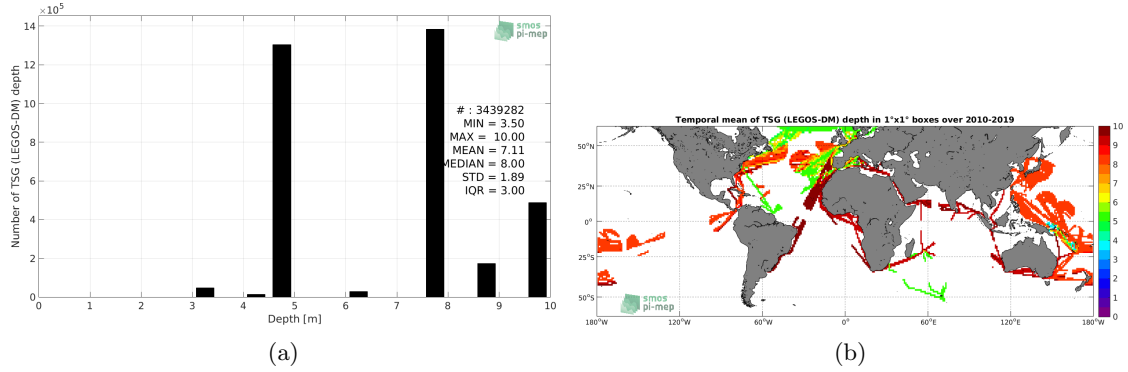 ×10⁵
14
12
10
8
6
4
2
0
Number of TSG (LEGOS-DM) depth
smos
pi-mep
# : 3439282
MIN = 3.50
MAX = 10.00
MEAN = 7.11
MEDIAN = 8.00
STD = 1.89
IQR = 3.00
0 1 2 3 4 5 6 7 8 9 10
Depth [m]
(a)
Temporal mean of TSG (LEGOS-DM) depth in 1°x1° boxes over 2010-2019
50°N
25°N
0°
25°S
50°S
smos
pi-mep
180°W 120°W 60°W 0° 60°E 120°E 180°W
10
9
8
7
6
5
4
3
2
1
0
(b)